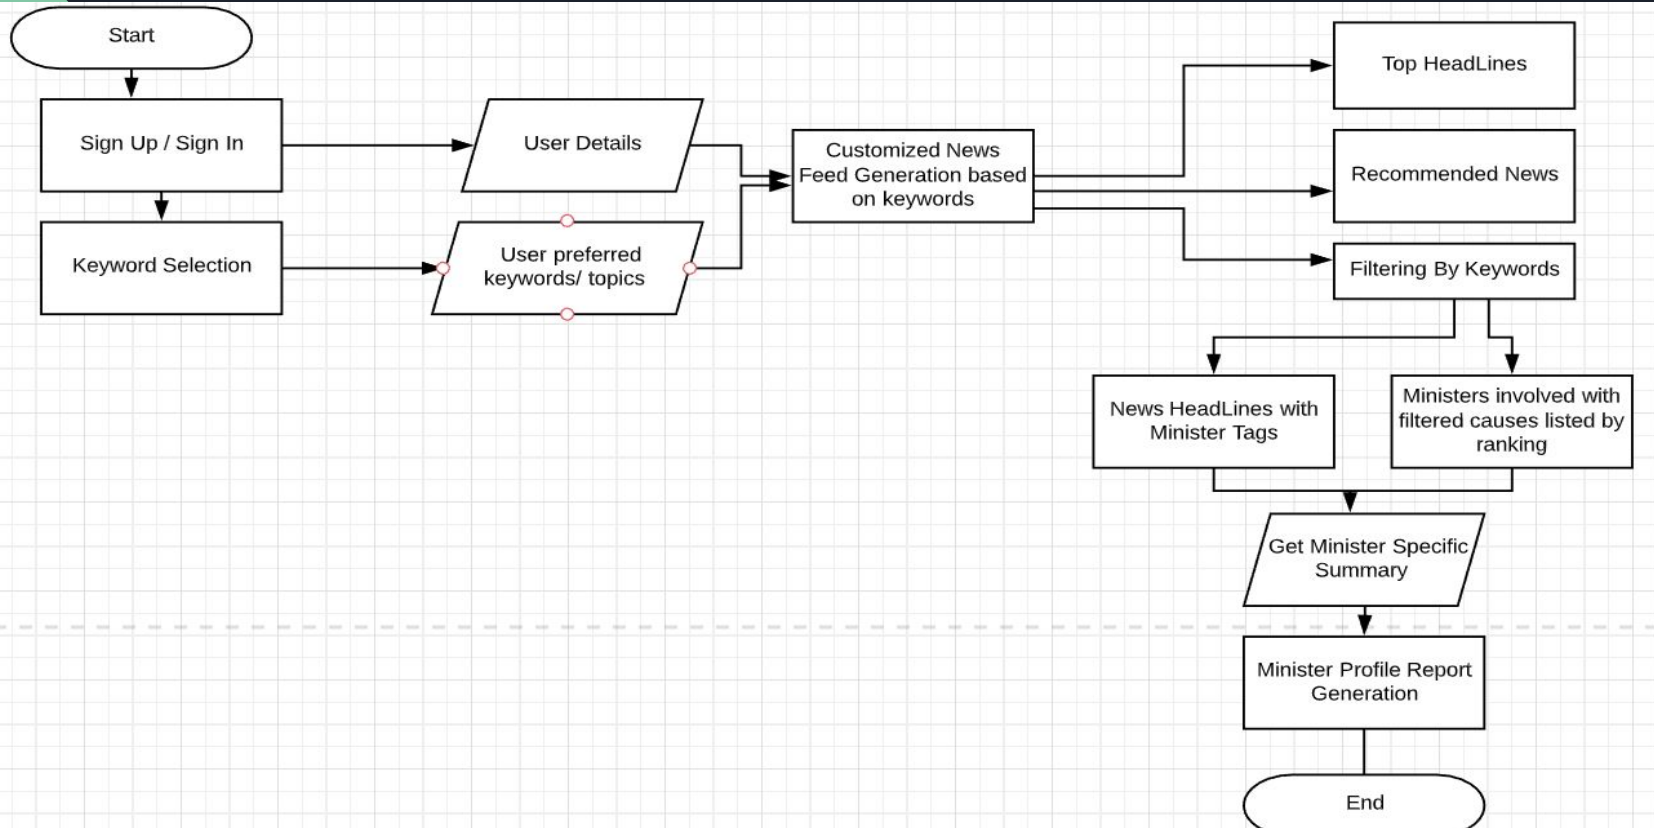 Start
Sign Up / Sign In
User Details
Keyword Selection
User preferred
keywords/ topics
Customized News
Feed Generation based
on keywords
Top HeadLines
Recommended News
Filtering By Keywords
News HeadLines with
Minister Tags
Ministers involved with
filtered causes listed by
ranking
Get Minister Specific
Summary
Minister Profile Report
Generation
End